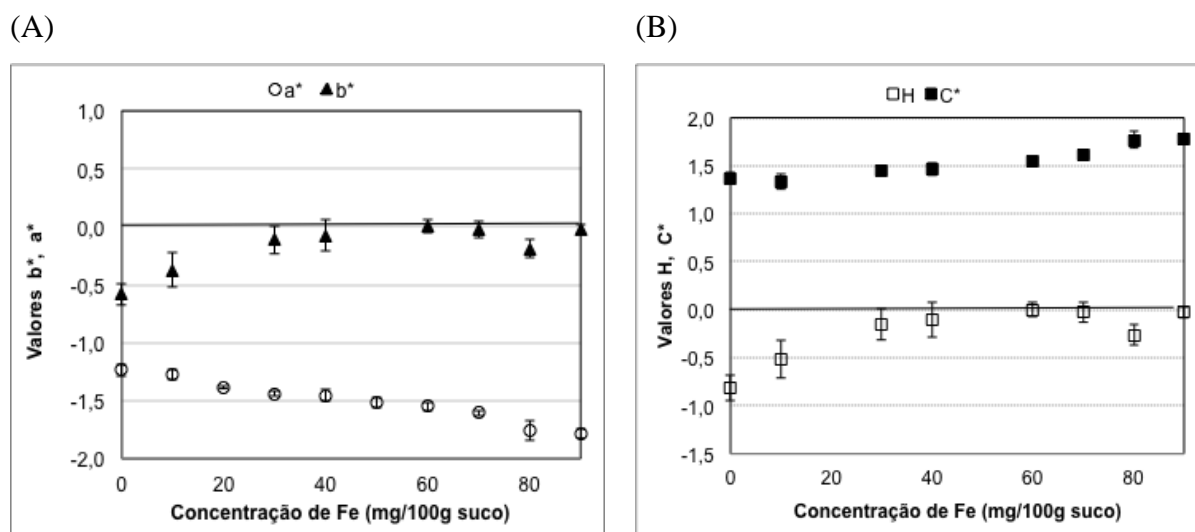 (A)
(B)
a* b*
1,0
0,5
0,0
-0,5
-1,0
-1,5
-2,0
Valores b*, a*
0 20 40 60 80
Concentração de Fe (mg/100g suco)
H C*
2,0
1,5
1,0
0,5
0,0
-0,5
-1,0
-1,5
Valores H, C*
0 20 40 60 80
Concentração de Fe (mg/100g suco)